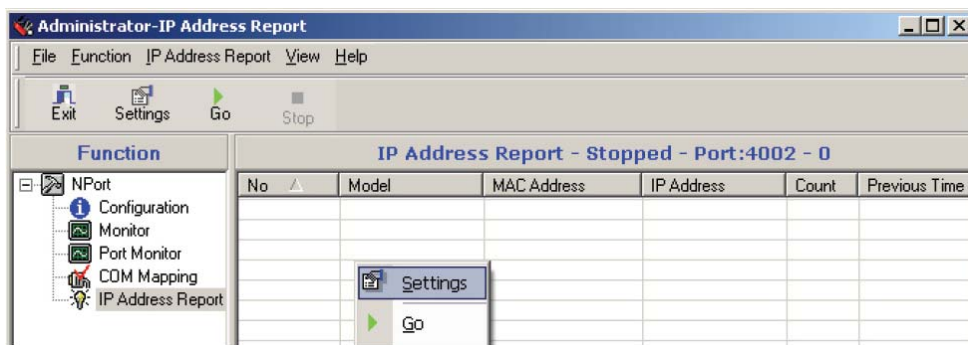 Administrator-IP Address Report
File Function IP Address Report View Help
Exit Settings Go Stop
Function
IP Address Report - Stopped - Port:4002 - 0
NPort
Configuration
Monitor
Port Monitor
COM Mapping
IP Address Report
No Model MAC Address IP Address Count Previous Time
Settings
Go